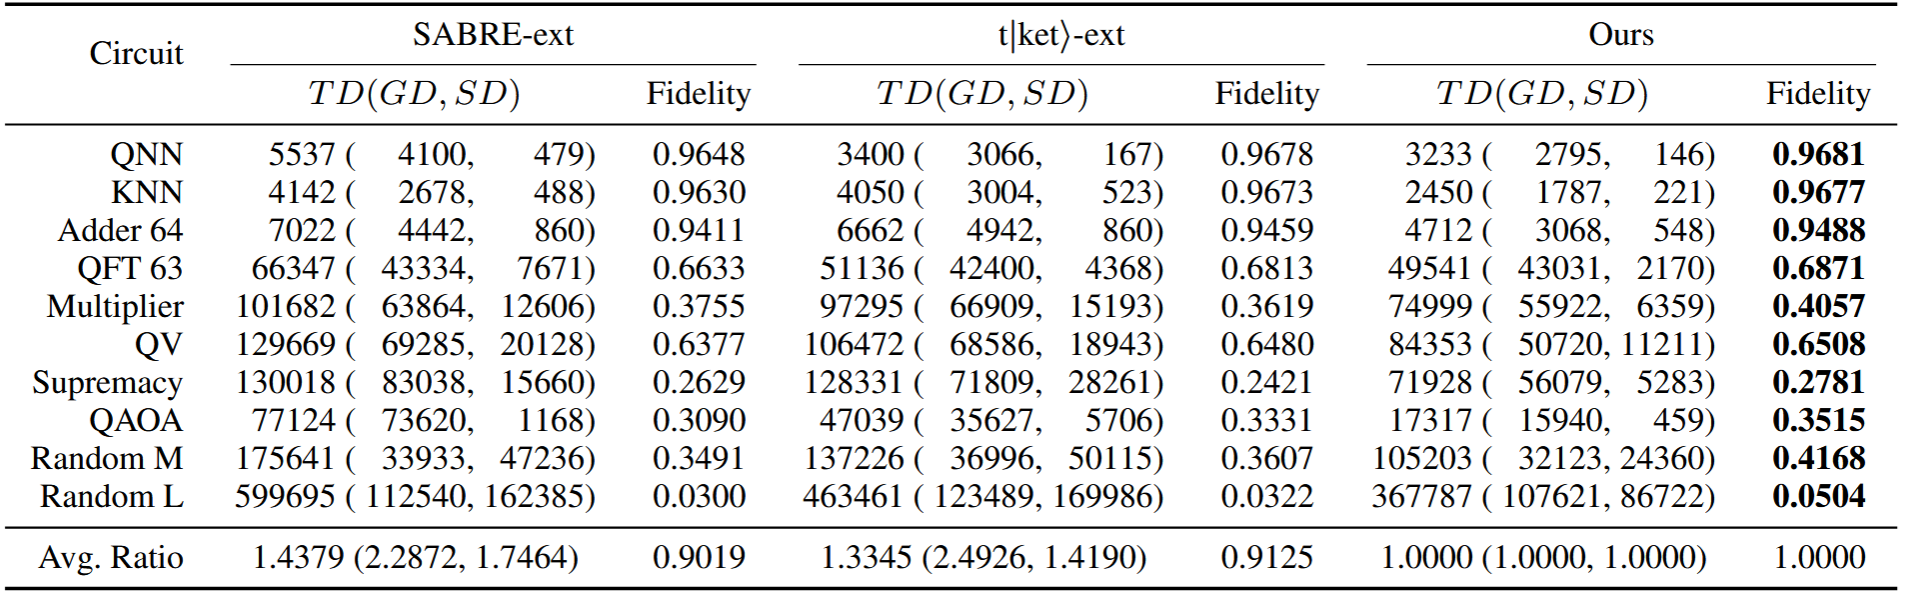 Circuit SABRE-ext t|ket⟩-ext Ours
TD(GD, SD) Fidelity TD(GD, SD) Fidelity TD(GD, SD) Fidelity
QNN 5537 ( 4100, 479) 0.9648 3400 ( 3066, 167) 0.9678 3233 ( 2795, 146) 0.9681
KNN 4142 ( 2678, 488) 0.9630 4050 ( 3004, 523) 0.9673 2450 ( 1787, 221) 0.9677
Adder 64 7022 ( 4442, 860) 0.9411 6662 ( 4942, 860) 0.9459 4712 ( 3068, 548) 0.9488
QFT 63 66347 ( 43334, 7671) 0.6633 51136 ( 42400, 4368) 0.6813 49541 ( 43031, 2170) 0.6871
Multiplier 101682 ( 63864, 12606) 0.3755 97295 ( 66909, 15193) 0.3619 74999 ( 55922, 6359) 0.4057
QV 129669 ( 69285, 20128) 0.6377 106472 ( 68586, 18943) 0.6480 84353 ( 50720, 11211) 0.6508
Supremacy 130018 ( 83038, 15660) 0.2629 128331 ( 71809, 28261) 0.2421 71928 ( 56079, 5283) 0.2781
QAOA 77124 ( 73620, 1168) 0.3090 47039 ( 35627, 5706) 0.3331 17317 ( 15940, 459) 0.3515
Random M 175641 ( 33933, 47236) 0.3491 137226 ( 36996, 50115) 0.3607 105203 ( 32123, 24360) 0.4168
Random L 599695 ( 112540, 162385) 0.0300 463461 ( 123489, 169986) 0.0322 367787 ( 107621, 86722) 0.0504
Avg. Ratio 1.4379 (2.2872, 1.7464) 0.9019 1.3345 (2.4926, 1.4190) 0.9125 1.0000 (1.0000, 1.0000) 1.0000